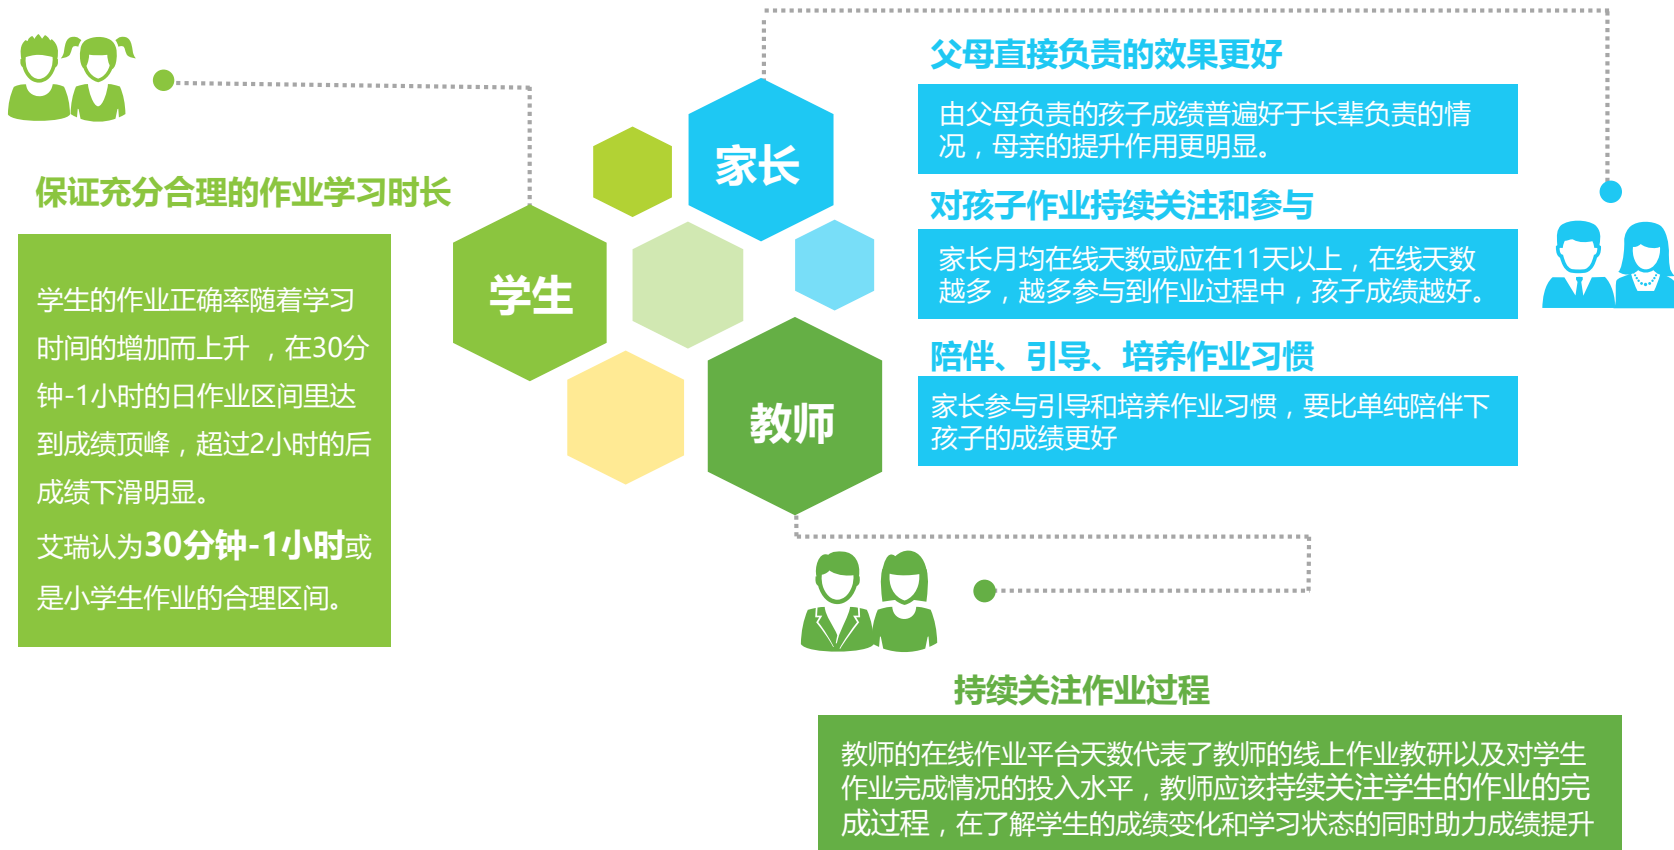 保证充分合理的作业学习时长
学生的作业正确率随着学习
时间的增加而上升 ，在30分
钟-1小时的日作业区间里达
到成绩顶峰，超过2小时的后
成绩下滑明显。
艾瑞认为30分钟-1小时或
是小学生作业的合理区间。
学生
家长
教师
父母直接负责的效果更好
由父母负责的孩子成绩普遍好于长辈负责的情
况，母亲的提升作用更明显。
对孩子作业持续关注和参与
家长月均在线天数或应在11天以上，在线天数
越多，越多参与到作业过程中，孩子成绩越好。
陪伴、引导、培养作业习惯
家长参与引导和培养作业习惯，要比单纯陪伴下
孩子的成绩更好
持续关注作业过程
教师的在线作业平台天数代表了教师的线上作业教研以及对学生
作业完成情况的投入水平，教师应该持续关注学生的作业的完
成过程，在了解学生的成绩变化和学习状态的同时助力成绩提升